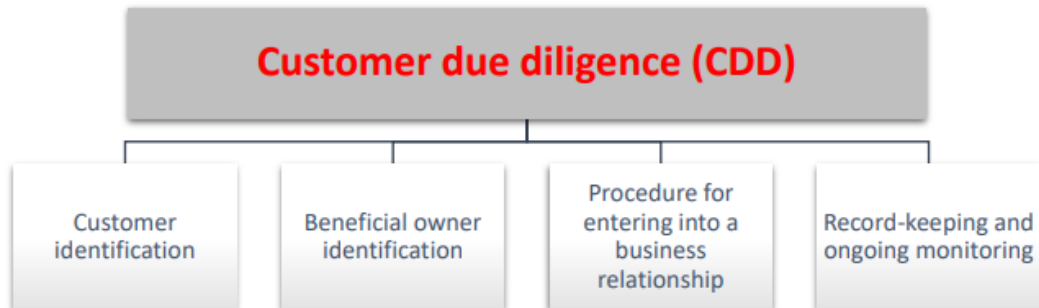 Customer due diligence (CDD)
Customer
identification
Beneficial owner
identification
Procedure for
entering into a
business
relationship
Record-keeping and
ongoing monitoring